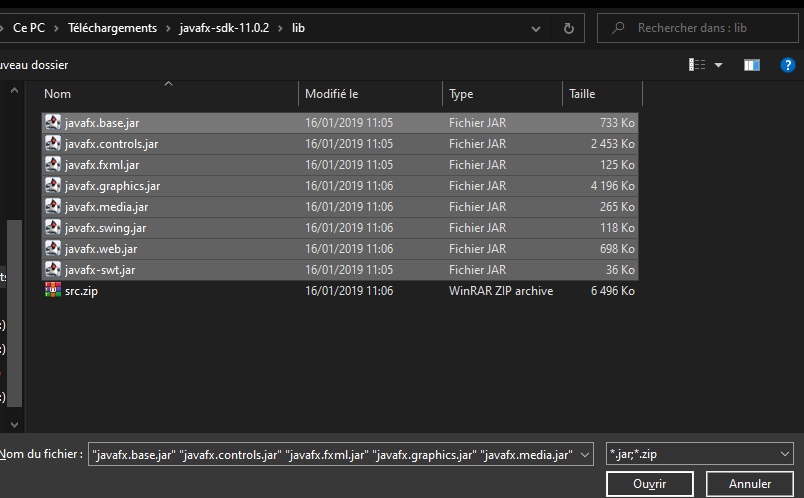 Ce PC > Téléchargements > javafx-sdk-11.0.2 > lib
Rechercher dans : lib
uveau dossier
Nom Modifié le Type Taille
javafx.base.jar 16/01/2019 11:05 Fichier JAR 733 Ko
javafx.controls.jar 16/01/2019 11:05 Fichier JAR 2 453 Ko
javafx.fxml.jar 16/01/2019 11:05 Fichier JAR 125 Ko
javafx.graphics.jar 16/01/2019 11:06 Fichier JAR 4 196 Ko
javafx.media.jar 16/01/2019 11:06 Fichier JAR 265 Ko
javafx.swing.jar 16/01/2019 11:06 Fichier JAR 118 Ko
javafx.web.jar 16/01/2019 11:06 Fichier JAR 698 Ko
javafx-swt.jar 16/01/2019 11:05 Fichier JAR 36 Ko
src.zip 16/01/2019 11:06 WinRAR ZIP archive 6 496 Ko
Nom du fichier : "javafx.base.jar" "javafx.controls.jar" "javafx.fxml.jar" "javafx.graphics.jar" "javafx.media.jar" *.jar;*.zip
Ouvrir Annuler